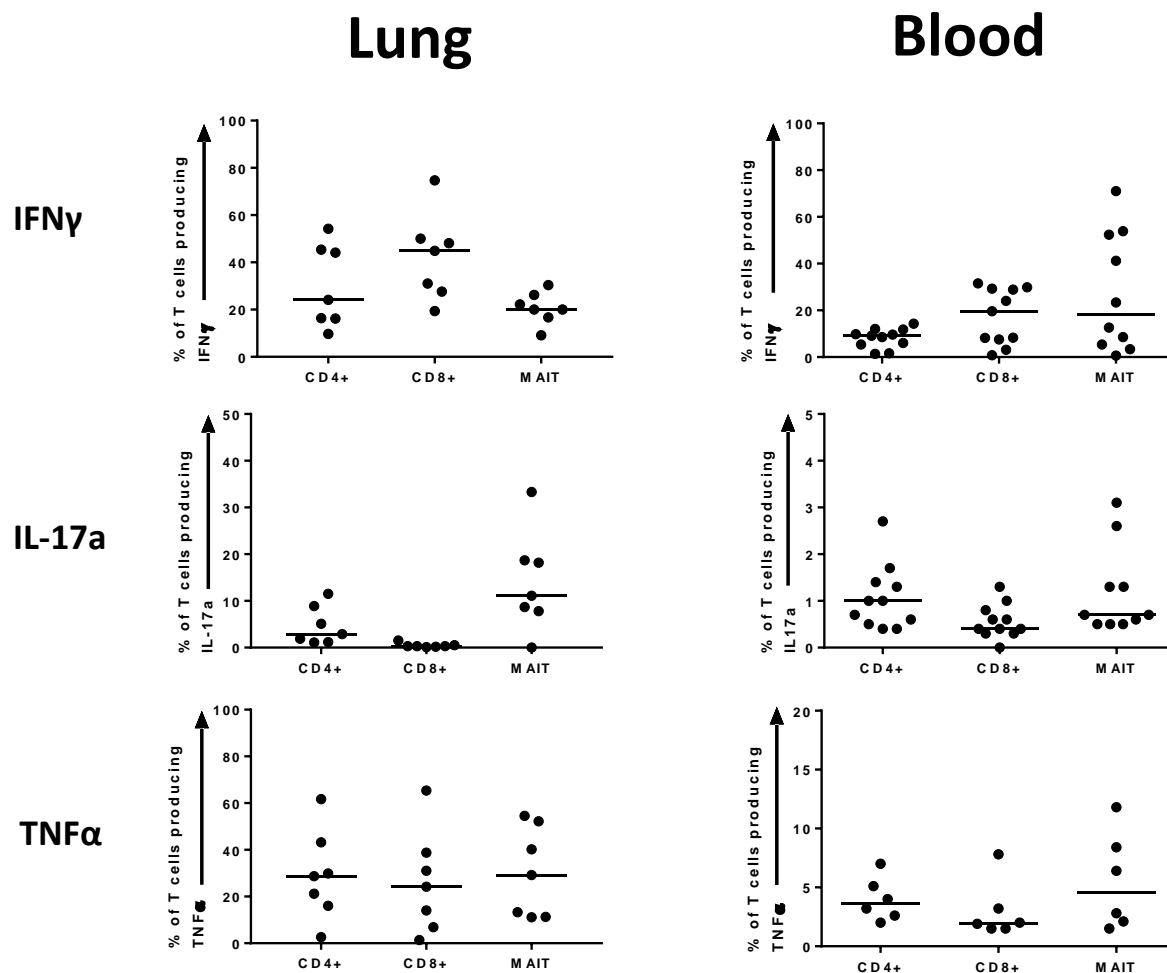 Lung
Blood
IFNγ
% of T cells producing
IFNγ
100
80
60
40
20
0
CD4+ CD8+ MAIT
% of T cells producing
IFNγ
100
80
60
40
20
0
CD4+ CD8+ MAIT
IL-17a
% of T cells producing
IL-17a
50
40
30
20
10
0
CD4+ CD8+ MAIT
% of T cells producing
IL17a
5
4
3
2
1
0
CD4+ CD8+ MAIT
TNFα
% of T cells producing
TNFα
100
80
60
40
20
0
CD4+ CD8+ MAIT
% of T cells producing
TNFα
20
15
10
5
0
CD4+ CD8+ MAIT